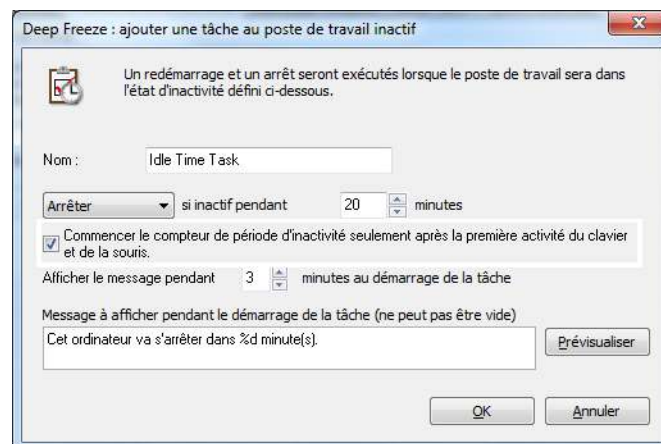 Deep Freeze : ajouter une tâche au poste de travail inactif
Un redémarrage et un arrêt seront exécutés lorsque le poste de travail sera dans
l'état d'inactivité défini ci-dessous.
Nom : Idle Time Task
Arrêter si inactif pendant 20 minutes
Commencer le compteur de période d'inactivité seulement après la première activité du clavier
et de la souris.
Afficher le message pendant 3 minutes au démarrage de la tâche
Message à afficher pendant le démarrage de la tâche (ne peut pas être vide)
Cet ordinateur va s'arrêter dans %d minute(s).
Prévisualiser
OK Annuler